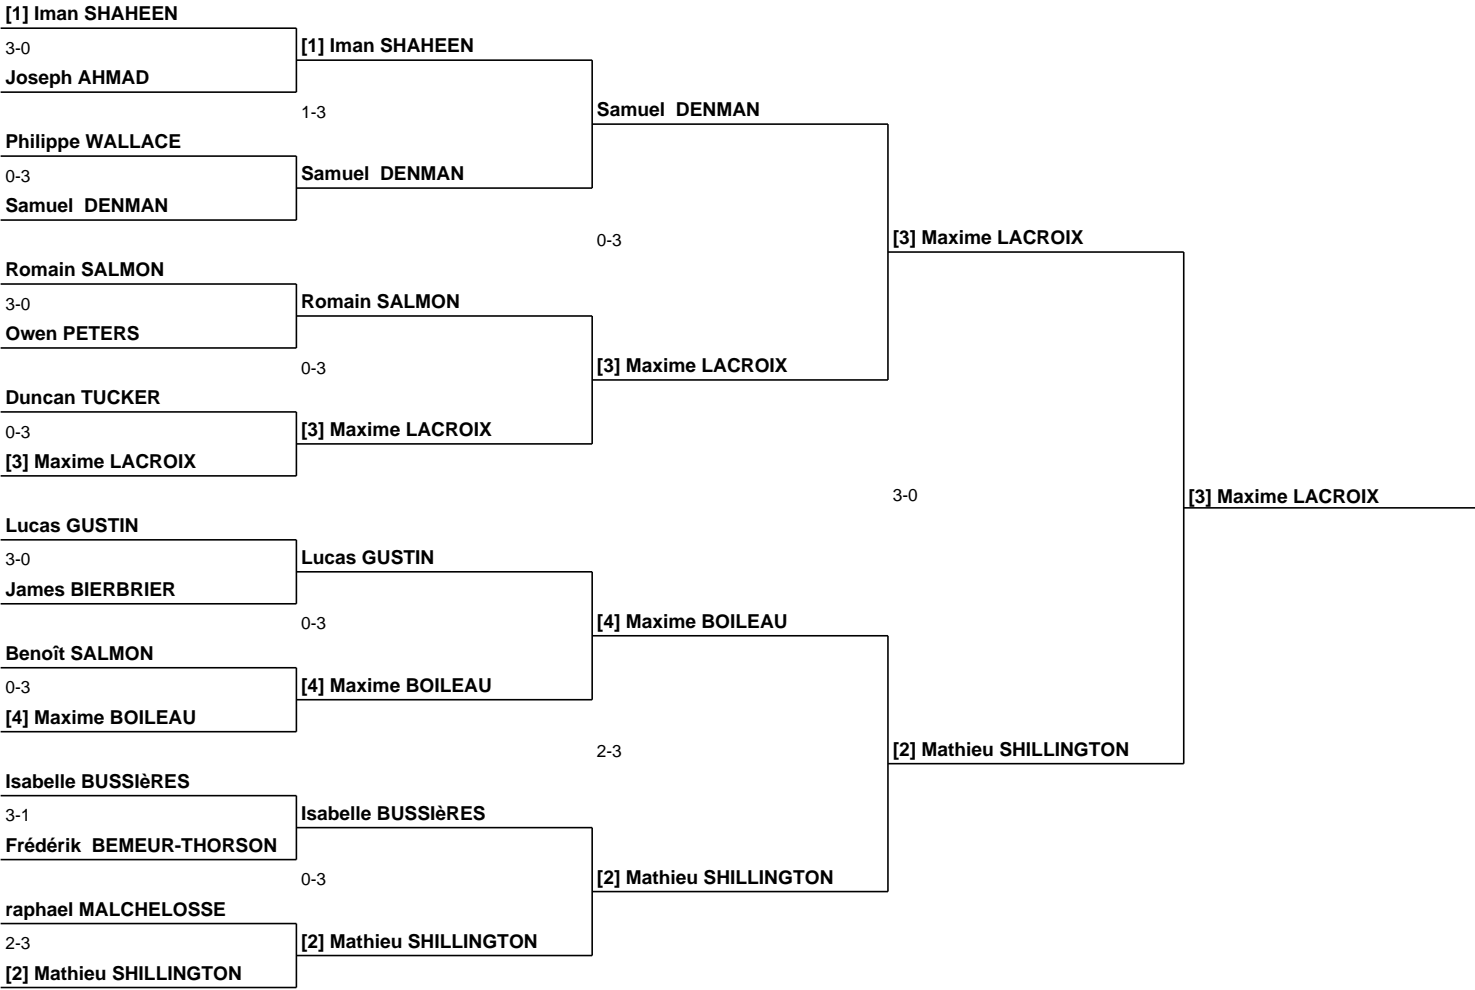 [1] Iman SHAHEEN
3-0
Joseph AHMAD
Philippe WALLACE
0-3
Samuel DENMAN
Romain SALMON
3-0
Owen PETERS
Duncan TUCKER
0-3
[3] Maxime LACROIX
Lucas GUSTIN
3-0
James BIERBRIER
Benoît SALMON
0-3
[4] Maxime BOILEAU
Isabelle BUSSIèRES
3-1
Frédérik BEMEUR-THORSON
raphael MALCHELOSSE
2-3
[2] Mathieu SHILLINGTON
[1] Iman SHAHEEN
1-3
Samuel DENMAN
Romain SALMON
0-3
[3] Maxime LACROIX
Lucas GUSTIN
0-3
[4] Maxime BOILEAU
Isabelle BUSSIèRES
0-3
[2] Mathieu SHILLINGTON
Samuel DENMAN
0-3
[3] Maxime LACROIX
[4] Maxime BOILEAU
2-3
[2] Mathieu SHILLINGTON
[3] Maxime LACROIX
3-0
[2] Mathieu SHILLINGTON
[3] Maxime LACROIX